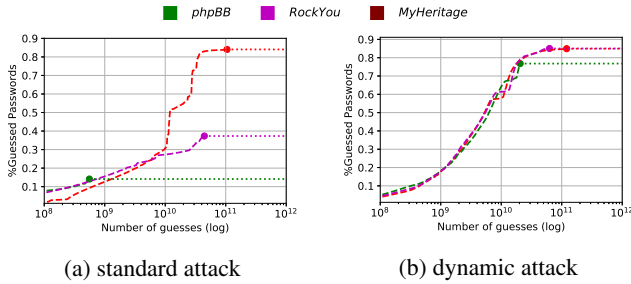 phpBB RockYou MyHeritage
%Guessed Passwords
0.9
0.8
0.7
0.6
0.5
0.4
0.3
0.2
0.1
10^8 10^9 10^10 10^11 10^12
Number of guesses (log)
(a) standard attack
%Guessed Passwords
0.9
0.8
0.7
0.6
0.5
0.4
0.3
0.2
0.1
10^8 10^9 10^10 10^11 10^12
Number of guesses (log)
(b) dynamic attack